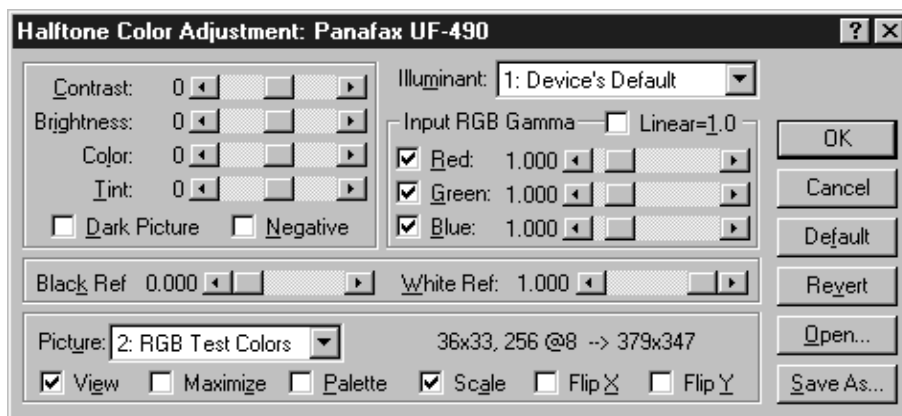 Halftone Color Adjustment: Panafax UF-490
Contrast: 0
Brightness: 0
Color: 0
Tint: 0
Dark Picture Negative
Illuminant: 1: Device's Default
Input RGB Gamma Linear=1.0
Red: 1.000
Green: 1.000
Blue: 1.000
OK
Cancel
Default
Revert
Open...
Save As...
Black Ref 0.000 White Ref: 1.000
Picture: 2: RGB Test Colors 36x33, 256 @8 --> 379x347
View Maximize Palette Scale Flip X Flip Y